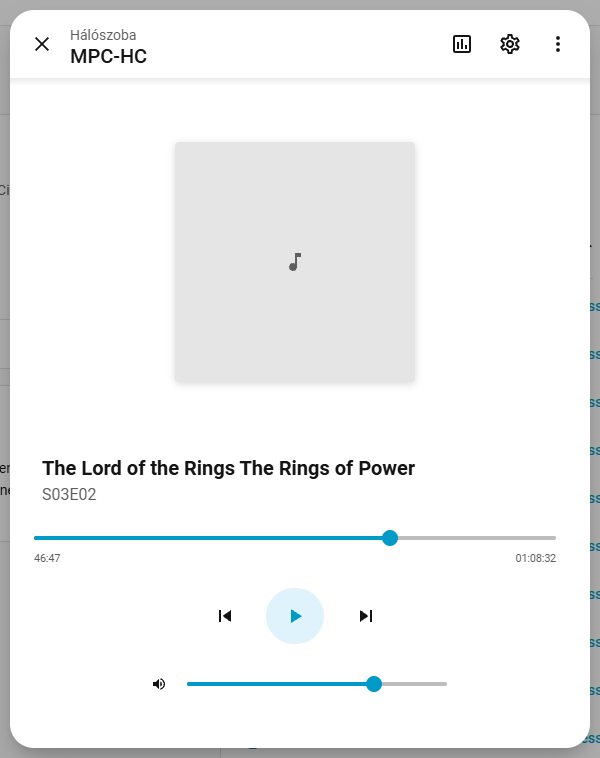 Hálószoba
MPC-HC
The Lord of the Rings The Rings of Power
S03E02
46:47
01:08:32